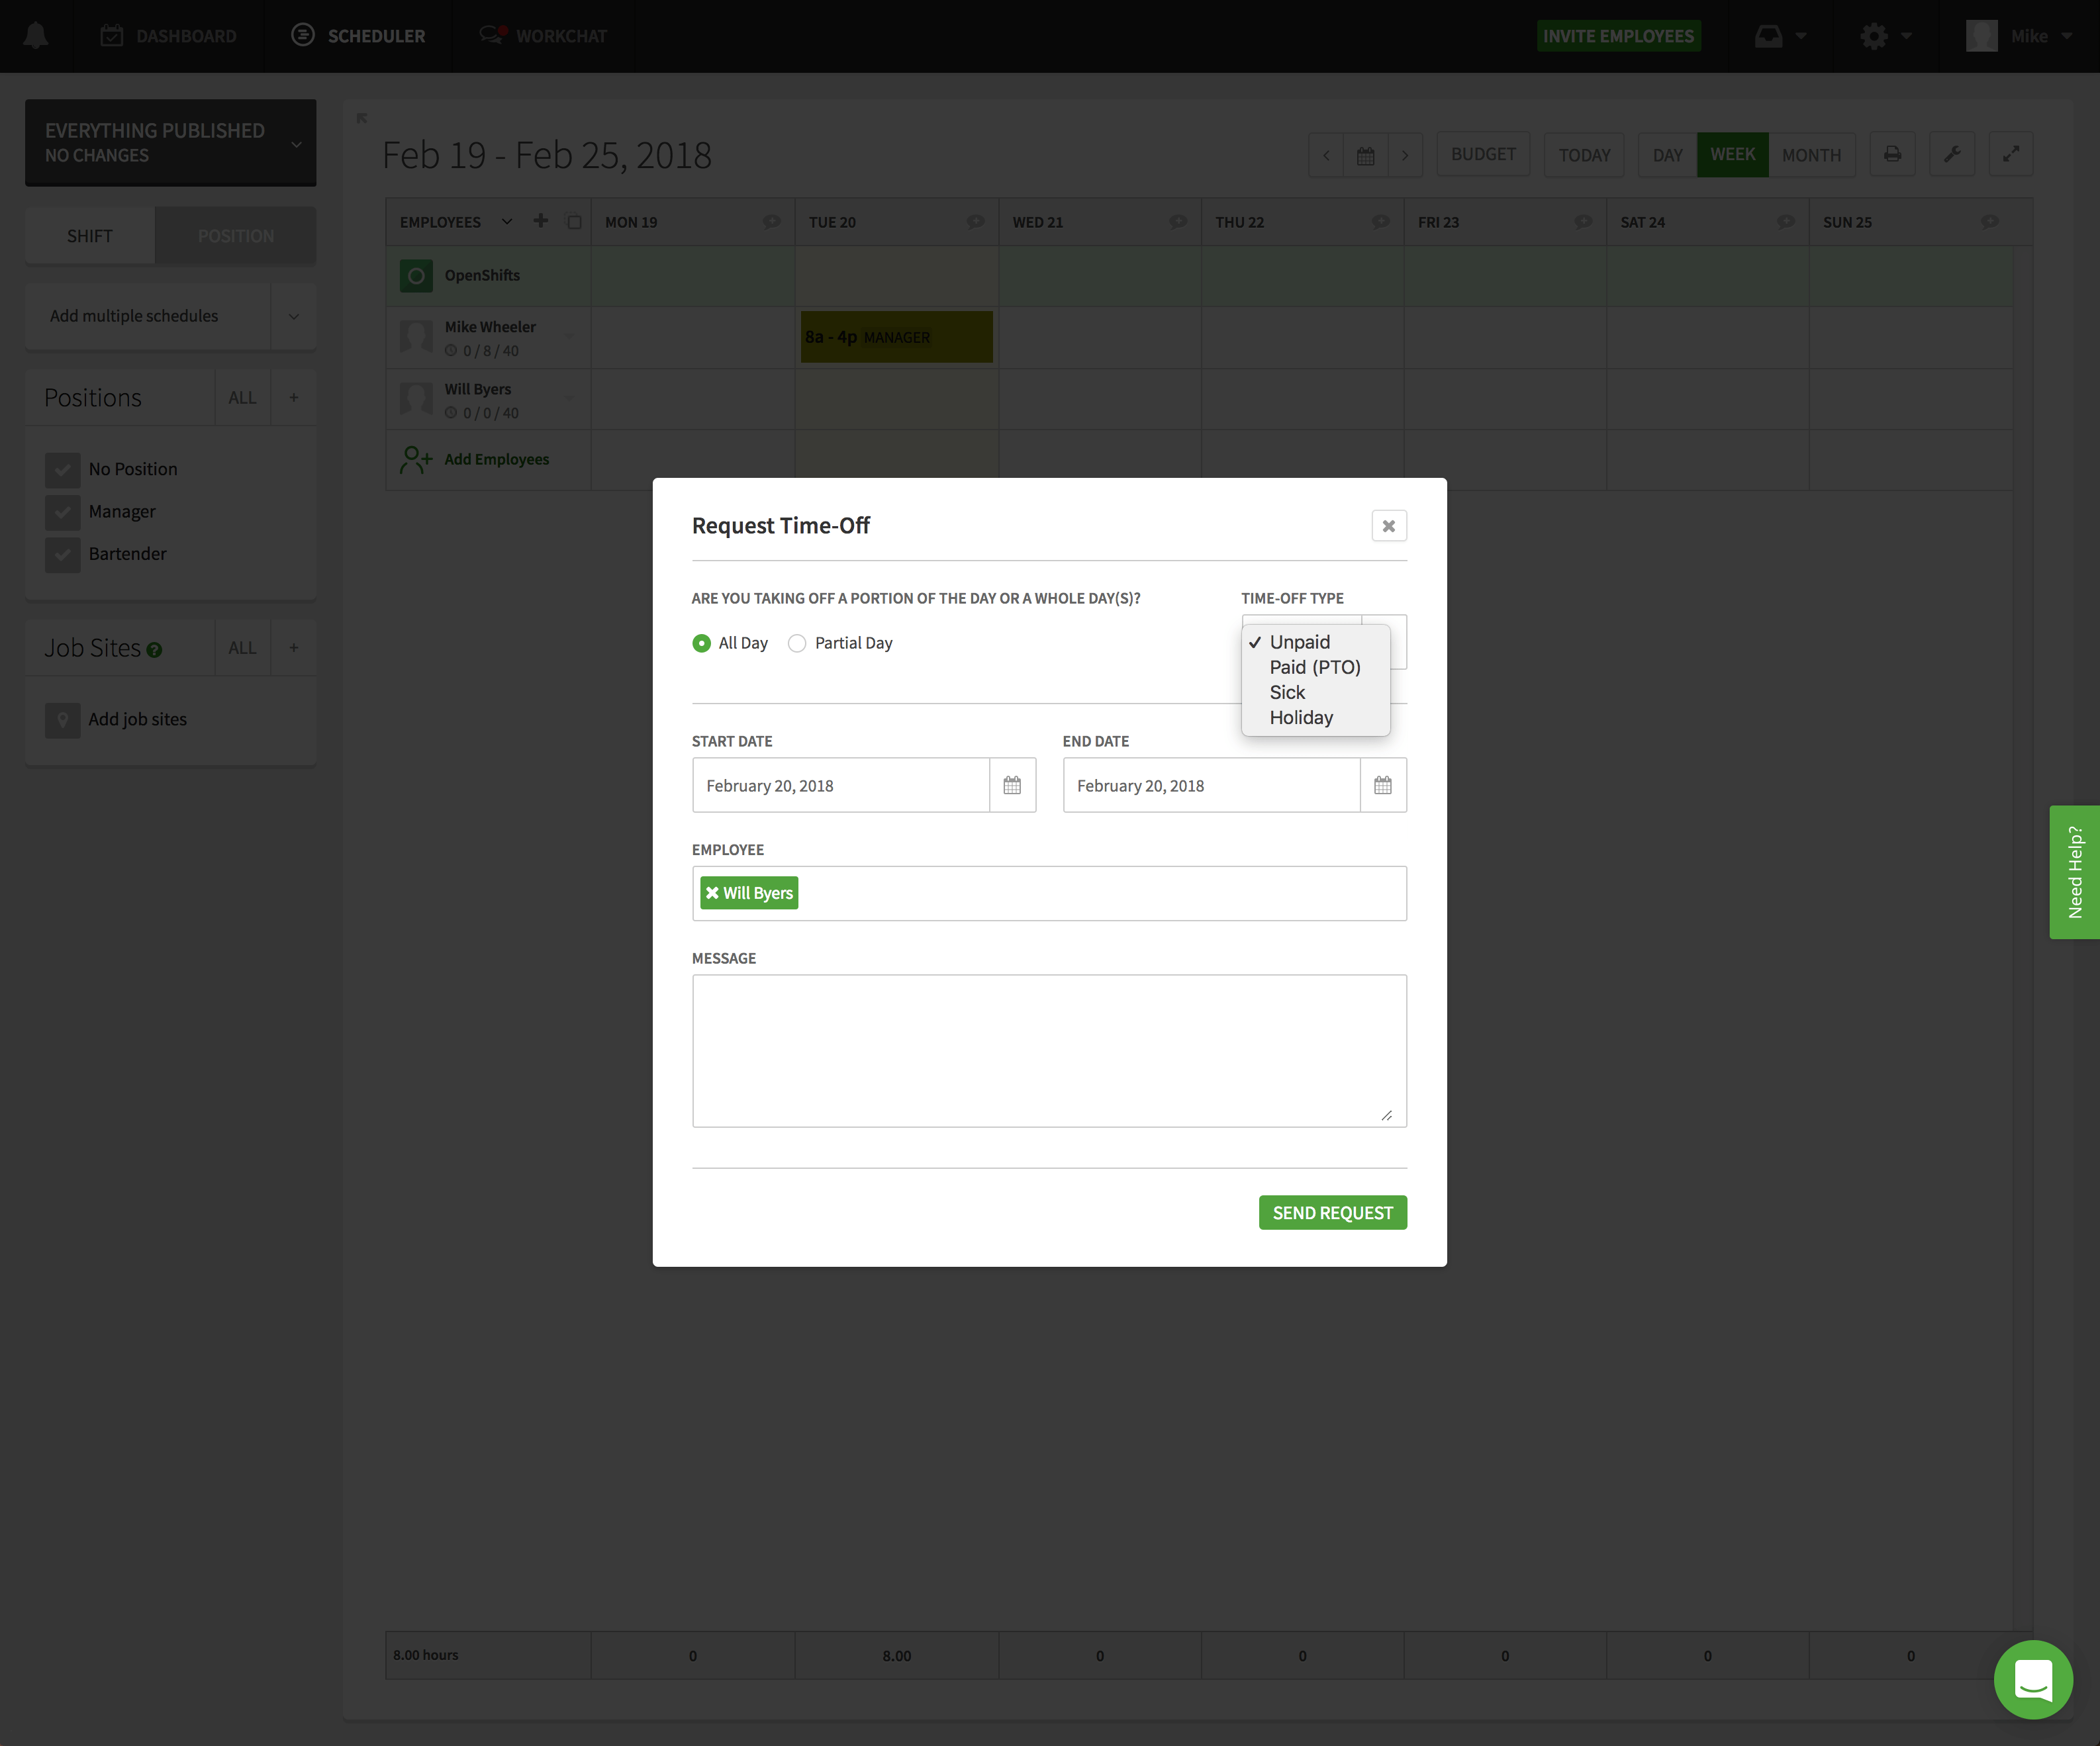 DASHBOARD
SCHEDULER
WORKCHAT
INVITE EMPLOYEES
Mike
EVERYTHING PUBLISHED
NO CHANGES
SHIFT
POSITION
Add multiple schedules
Positions
ALL
+
No Position
Manager
Bartender
Job Sites ?
ALL
+
Add job sites
Feb 19 - Feb 25, 2018
BUDGET
TODAY
DAY
WEEK
MONTH
EMPLOYEES
MON 19
TUE 20
WED 21
THU 22
FRI 23
SAT 24
SUN 25
OpenShifts
Mike Wheeler
0 / 8 / 40
8a - 4p MANAGER
Will Byers
0 / 0 / 40
Add Employees
Request Time-Off
ARE YOU TAKING OFF A PORTION OF THE DAY OR A WHOLE DAY(S)?
All Day
Partial Day
TIME-OFF TYPE
✓ Unpaid
Paid (PTO)
Sick
Holiday
START DATE
February 20, 2018
END DATE
February 20, 2018
EMPLOYEE
Will Byers
MESSAGE
SEND REQUEST
Need Help?
8.00 hours
0
8.00
0
0
0
0
0